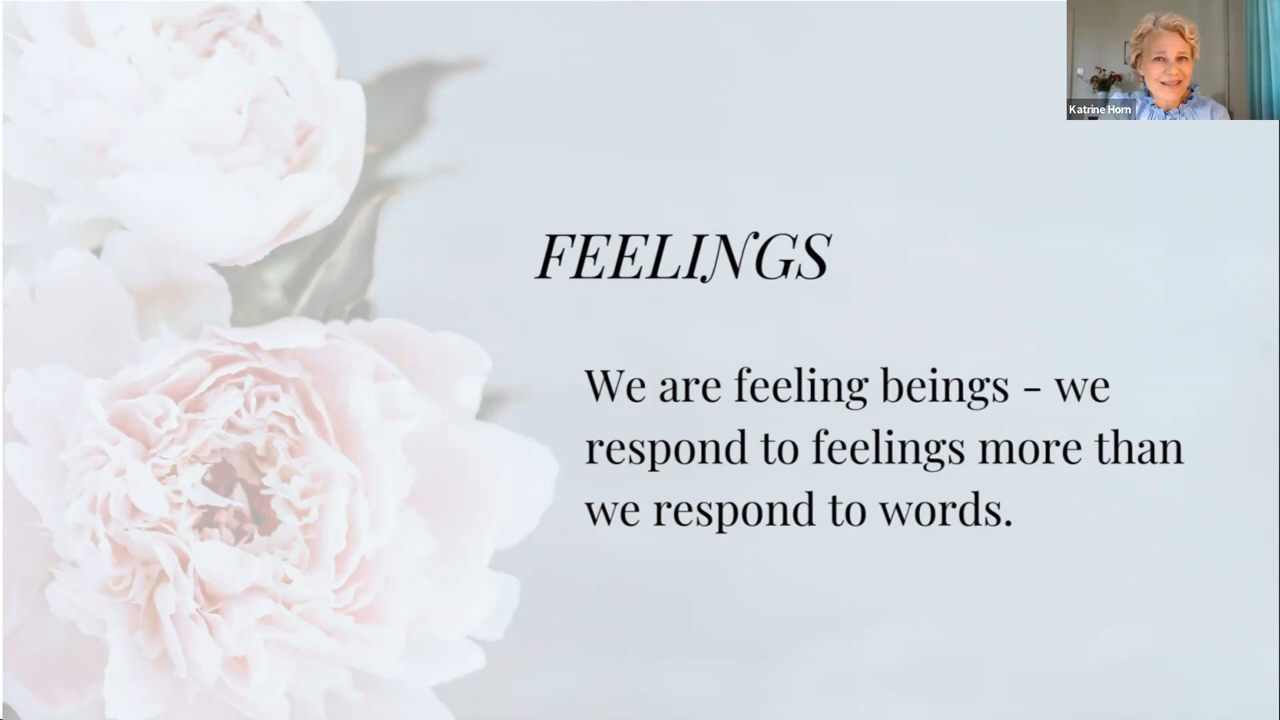 Katrine Horn
FEELINGS
We are feeling beings - we
respond to feelings more than
we respond to words.